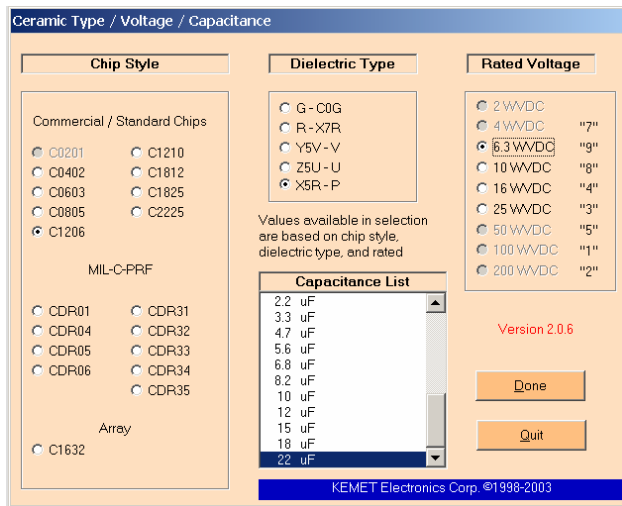 Ceramic Type / Voltage / Capacitance
Chip Style
Commercial / Standard Chips
C0201
C1210
C0402
C1812
C0603
C1825
C0805
C2225
C1206
MIL-C-PRF
CDR01
CDR31
CDR04
CDR32
CDR05
CDR33
CDR06
CDR34
CDR35
Array
C1632
Dielectric Type
G - C0G
R - X7R
Y5V - V
Z5U - U
X5R - P
Values available in selection
are based on chip style,
dielectric type, and rated
Capacitance List
2.2 uF
3.3 uF
4.7 uF
5.6 uF
6.8 uF
8.2 uF
10 uF
12 uF
15 uF
18 uF
22 uF
Rated Voltage
2 WVDC
4 WVDC "7"
6.3 WVDC "9"
10 WVDC "8"
16 WVDC "4"
25 WVDC "3"
50 WVDC "5"
100 WVDC "1"
200 WVDC "2"
Version 2.0.6
Done
Quit
KEMET Electronics Corp. ©1998-2003